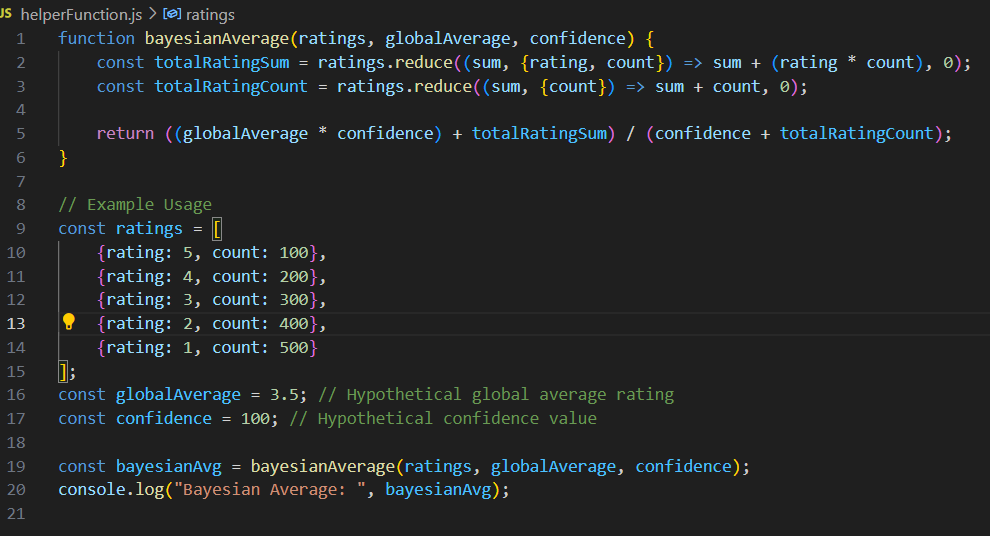 JS helperFunction.js > ratings
1 function bayesianAverage(ratings, globalAverage, confidence) {
2     const totalRatingSum = ratings.reduce((sum, {rating, count}) => sum + (rating * count), 0);
3     const totalRatingCount = ratings.reduce((sum, {count}) => sum + count, 0);
4
5     return ((globalAverage * confidence) + totalRatingSum) / (confidence + totalRatingCount);
6 }
7
8 // Example Usage
9 const ratings = [
10     {rating: 5, count: 100},
11     {rating: 4, count: 200},
12     {rating: 3, count: 300},
13     {rating: 2, count: 400},
14     {rating: 1, count: 500}
15 ];
16 const globalAverage = 3.5; // Hypothetical global average rating
17 const confidence = 100; // Hypothetical confidence value
18
19 const bayesianAvg = bayesianAverage(ratings, globalAverage, confidence);
20 console.log("Bayesian Average: ", bayesianAvg);
21